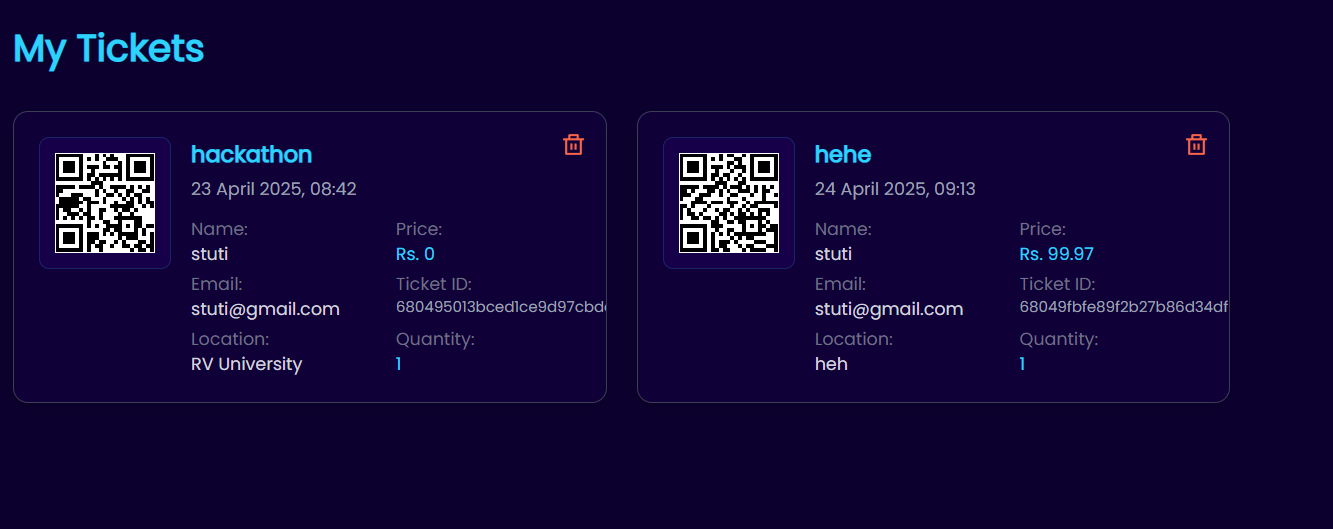 My Tickets
hackathon
23 April 2025, 08:42
Name:
stuti
Price:
Rs. 0
Email:
stuti@gmail.com
Ticket ID:
680495013bced1ce9d97cbd
Location:
RV University
Quantity:
1
hehe
24 April 2025, 09:13
Name:
stuti
Price:
Rs. 99.97
Email:
stuti@gmail.com
Ticket ID:
68049fbfe89f2b27b86d34df
Location:
heh
Quantity:
1